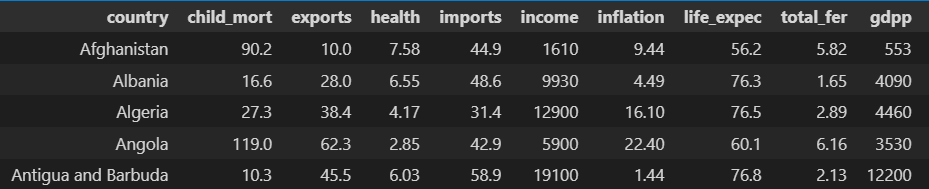 country child_mort exports health imports income inflation life_expec total_fer gdpp
Afghanistan 90.2 10.0 7.58 44.9 1610 9.44 56.2 5.82 553
Albania 16.6 28.0 6.55 48.6 9930 4.49 76.3 1.65 4090
Algeria 27.3 38.4 4.17 31.4 12900 16.10 76.5 2.89 4460
Angola 119.0 62.3 2.85 42.9 5900 22.40 60.1 6.16 3530
Antigua and Barbuda 10.3 45.5 6.03 58.9 19100 1.44 76.8 2.13 12200